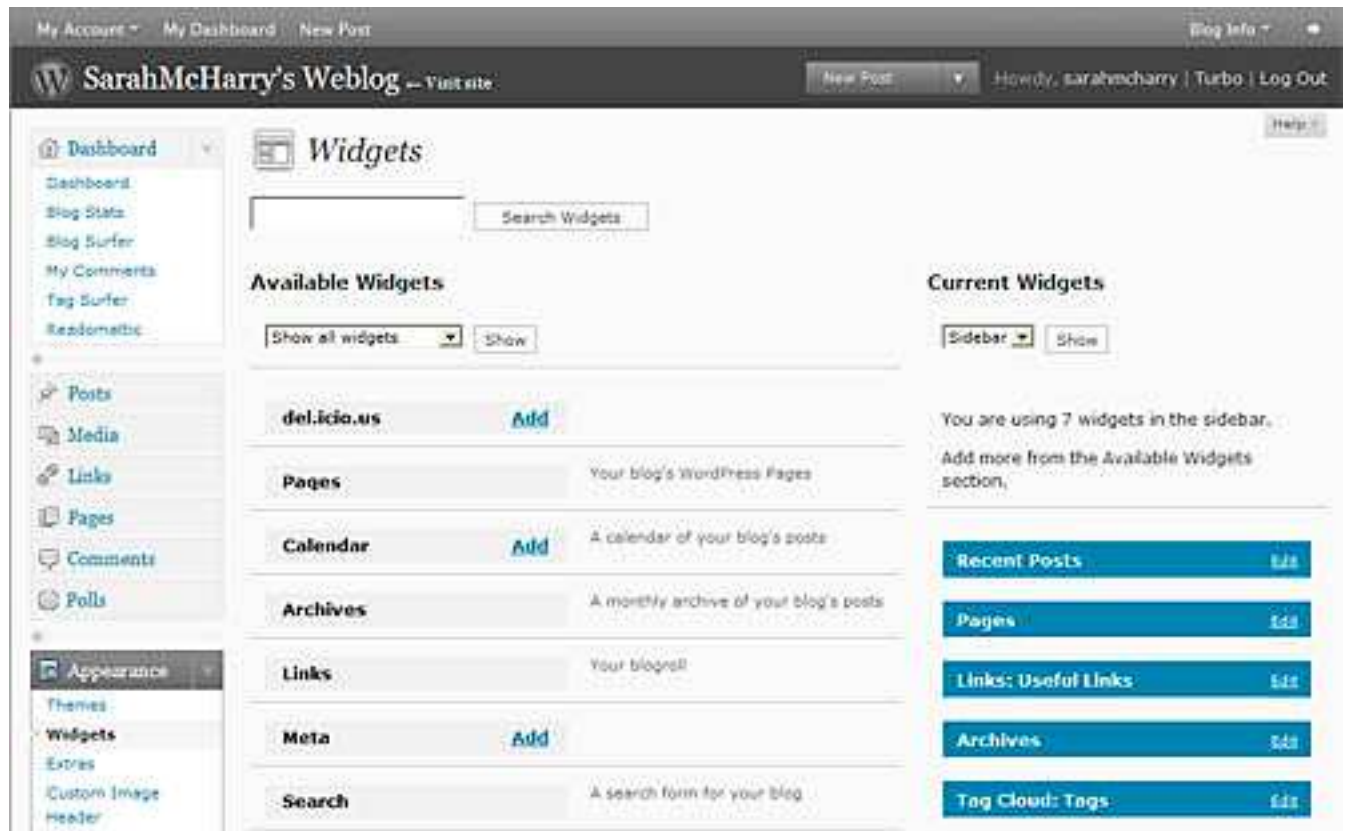 My Account My Dashboard New Post Blog Info
SarahMcHarry's Weblog – Visit site New Post Howdy, sarahmcharry | Turbo | Log Out
Help
Dashboard
Dashboard
Blog Stats
Blog Surfer
My Comments
Tag Surfer
Readomattic
Posts
Media
Links
Pages
Comments
Polls
Appearance
Themes
Widgets
Extras
Custom Image
Header
Widgets
Search Widgets
Available Widgets
Show all widgets Show
del.icio.us Add
Pages Your blog's WordPress Pages
Calendar Add A calendar of your blog's posts
Archives A monthly archive of your blog's posts
Links Your blogroll
Meta Add
Search A search form for your blog
Current Widgets
Sidebar Show
You are using 7 widgets in the sidebar.
Add more from the Available Widgets
section.
Recent Posts Edit
Pages Edit
Links: Useful Links Edit
Archives Edit
Tag Cloud: Tags Edit